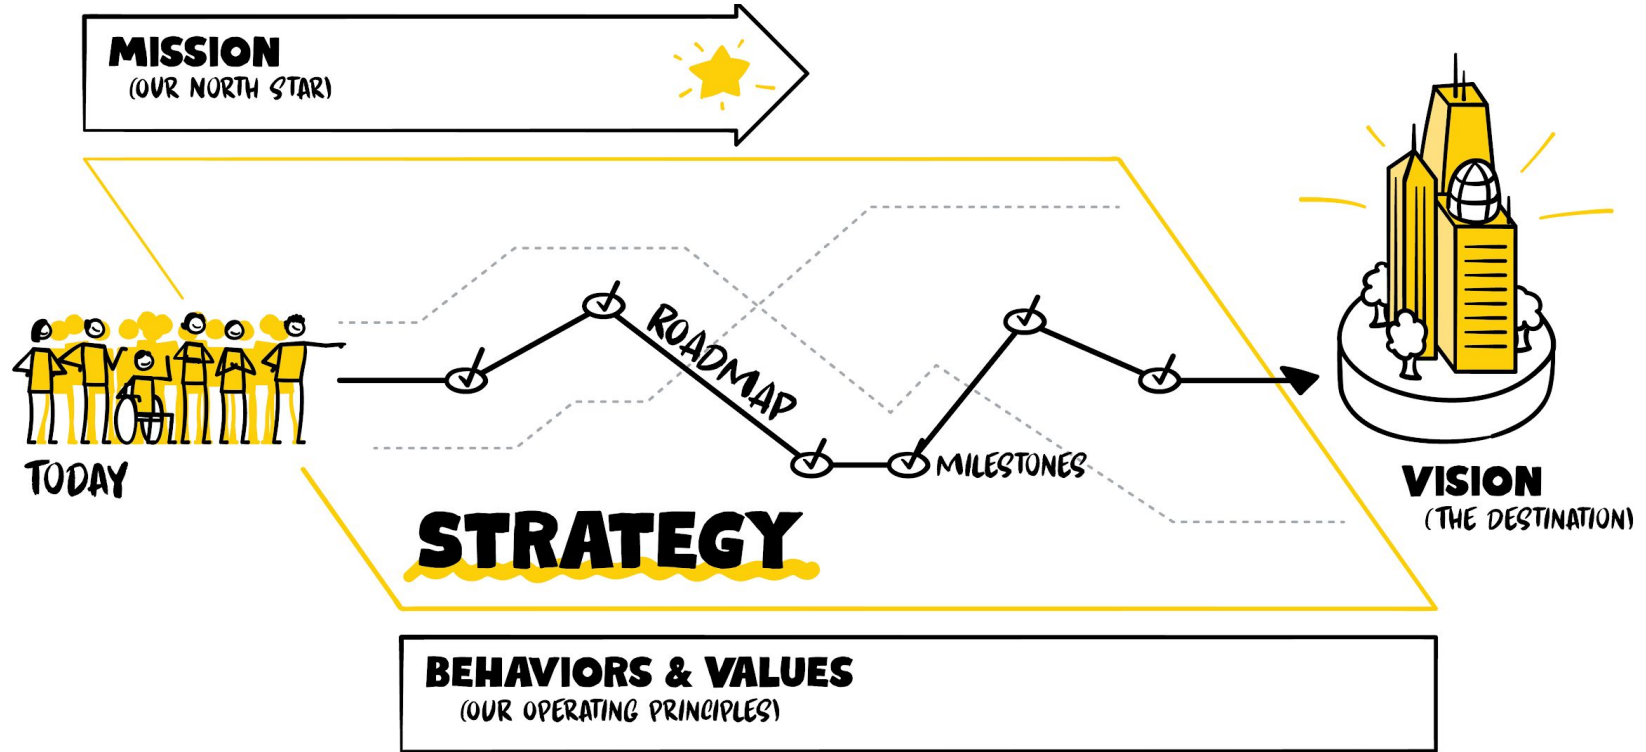 MISSION
(OUR NORTH STAR)
ROADMAP
TODAY
MILESTONES
VISION
(THE DESTINATION)
STRATEGY
BEHAVIORS & VALUES
(OUR OPERATING PRINCIPLES)